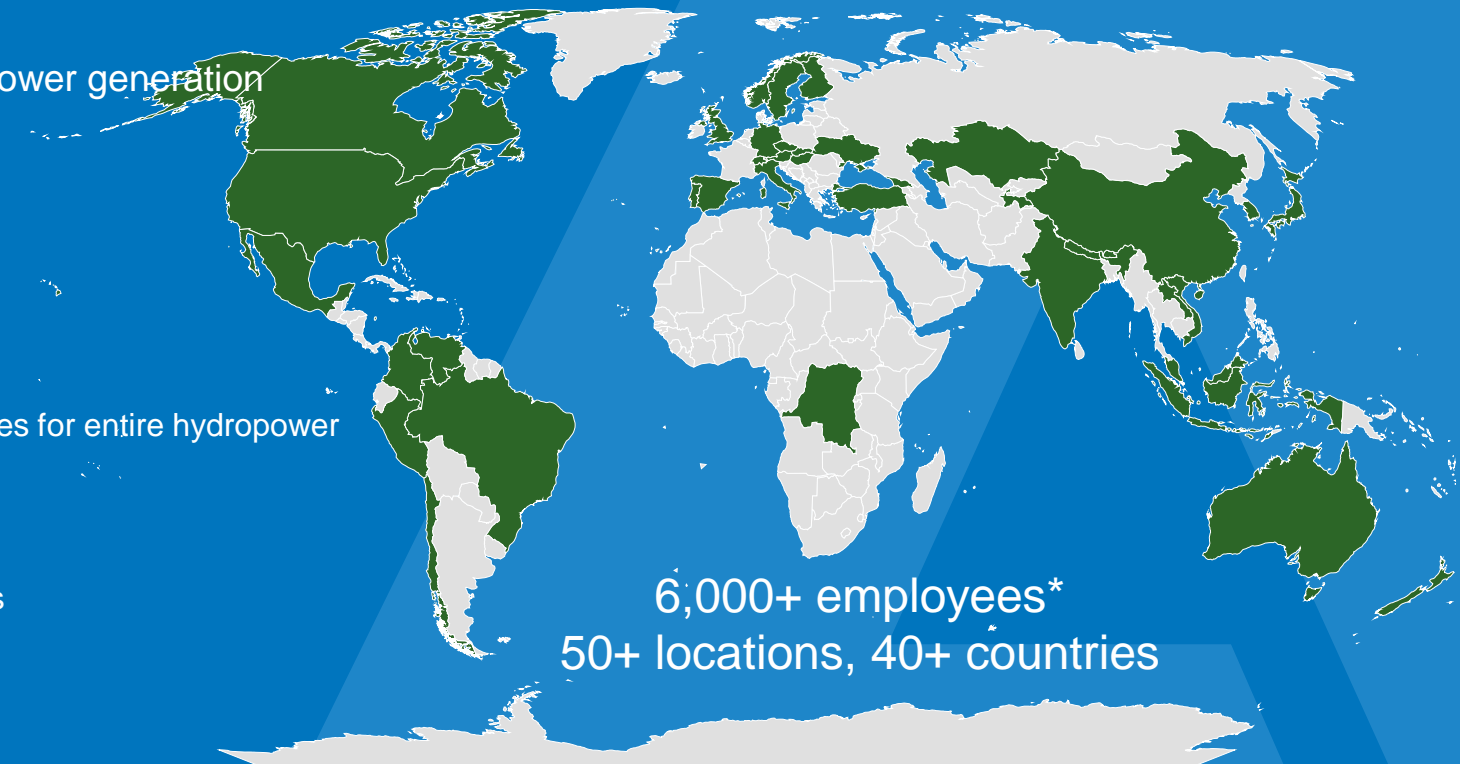 ower generation
es for entire hydropower
s
6,000+ employees*
50+ locations, 40+ countries